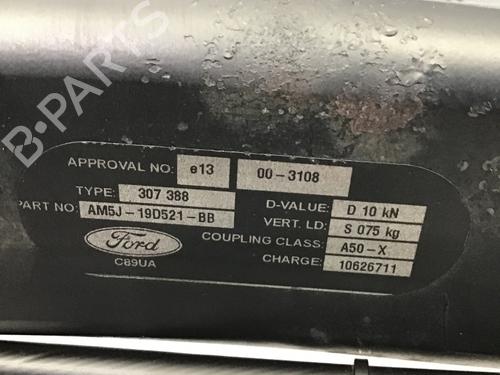 B-PARTS
APPROVAL NO: e13 00-3108
TYPE: 307 388
PART NO: AM5J-19D521-BB
D-VALUE: D 10 kN
VERT. LD: S 075 kg
COUPLING CLASS: A50-X
CHARGE: 10626711
Ford
C89UA